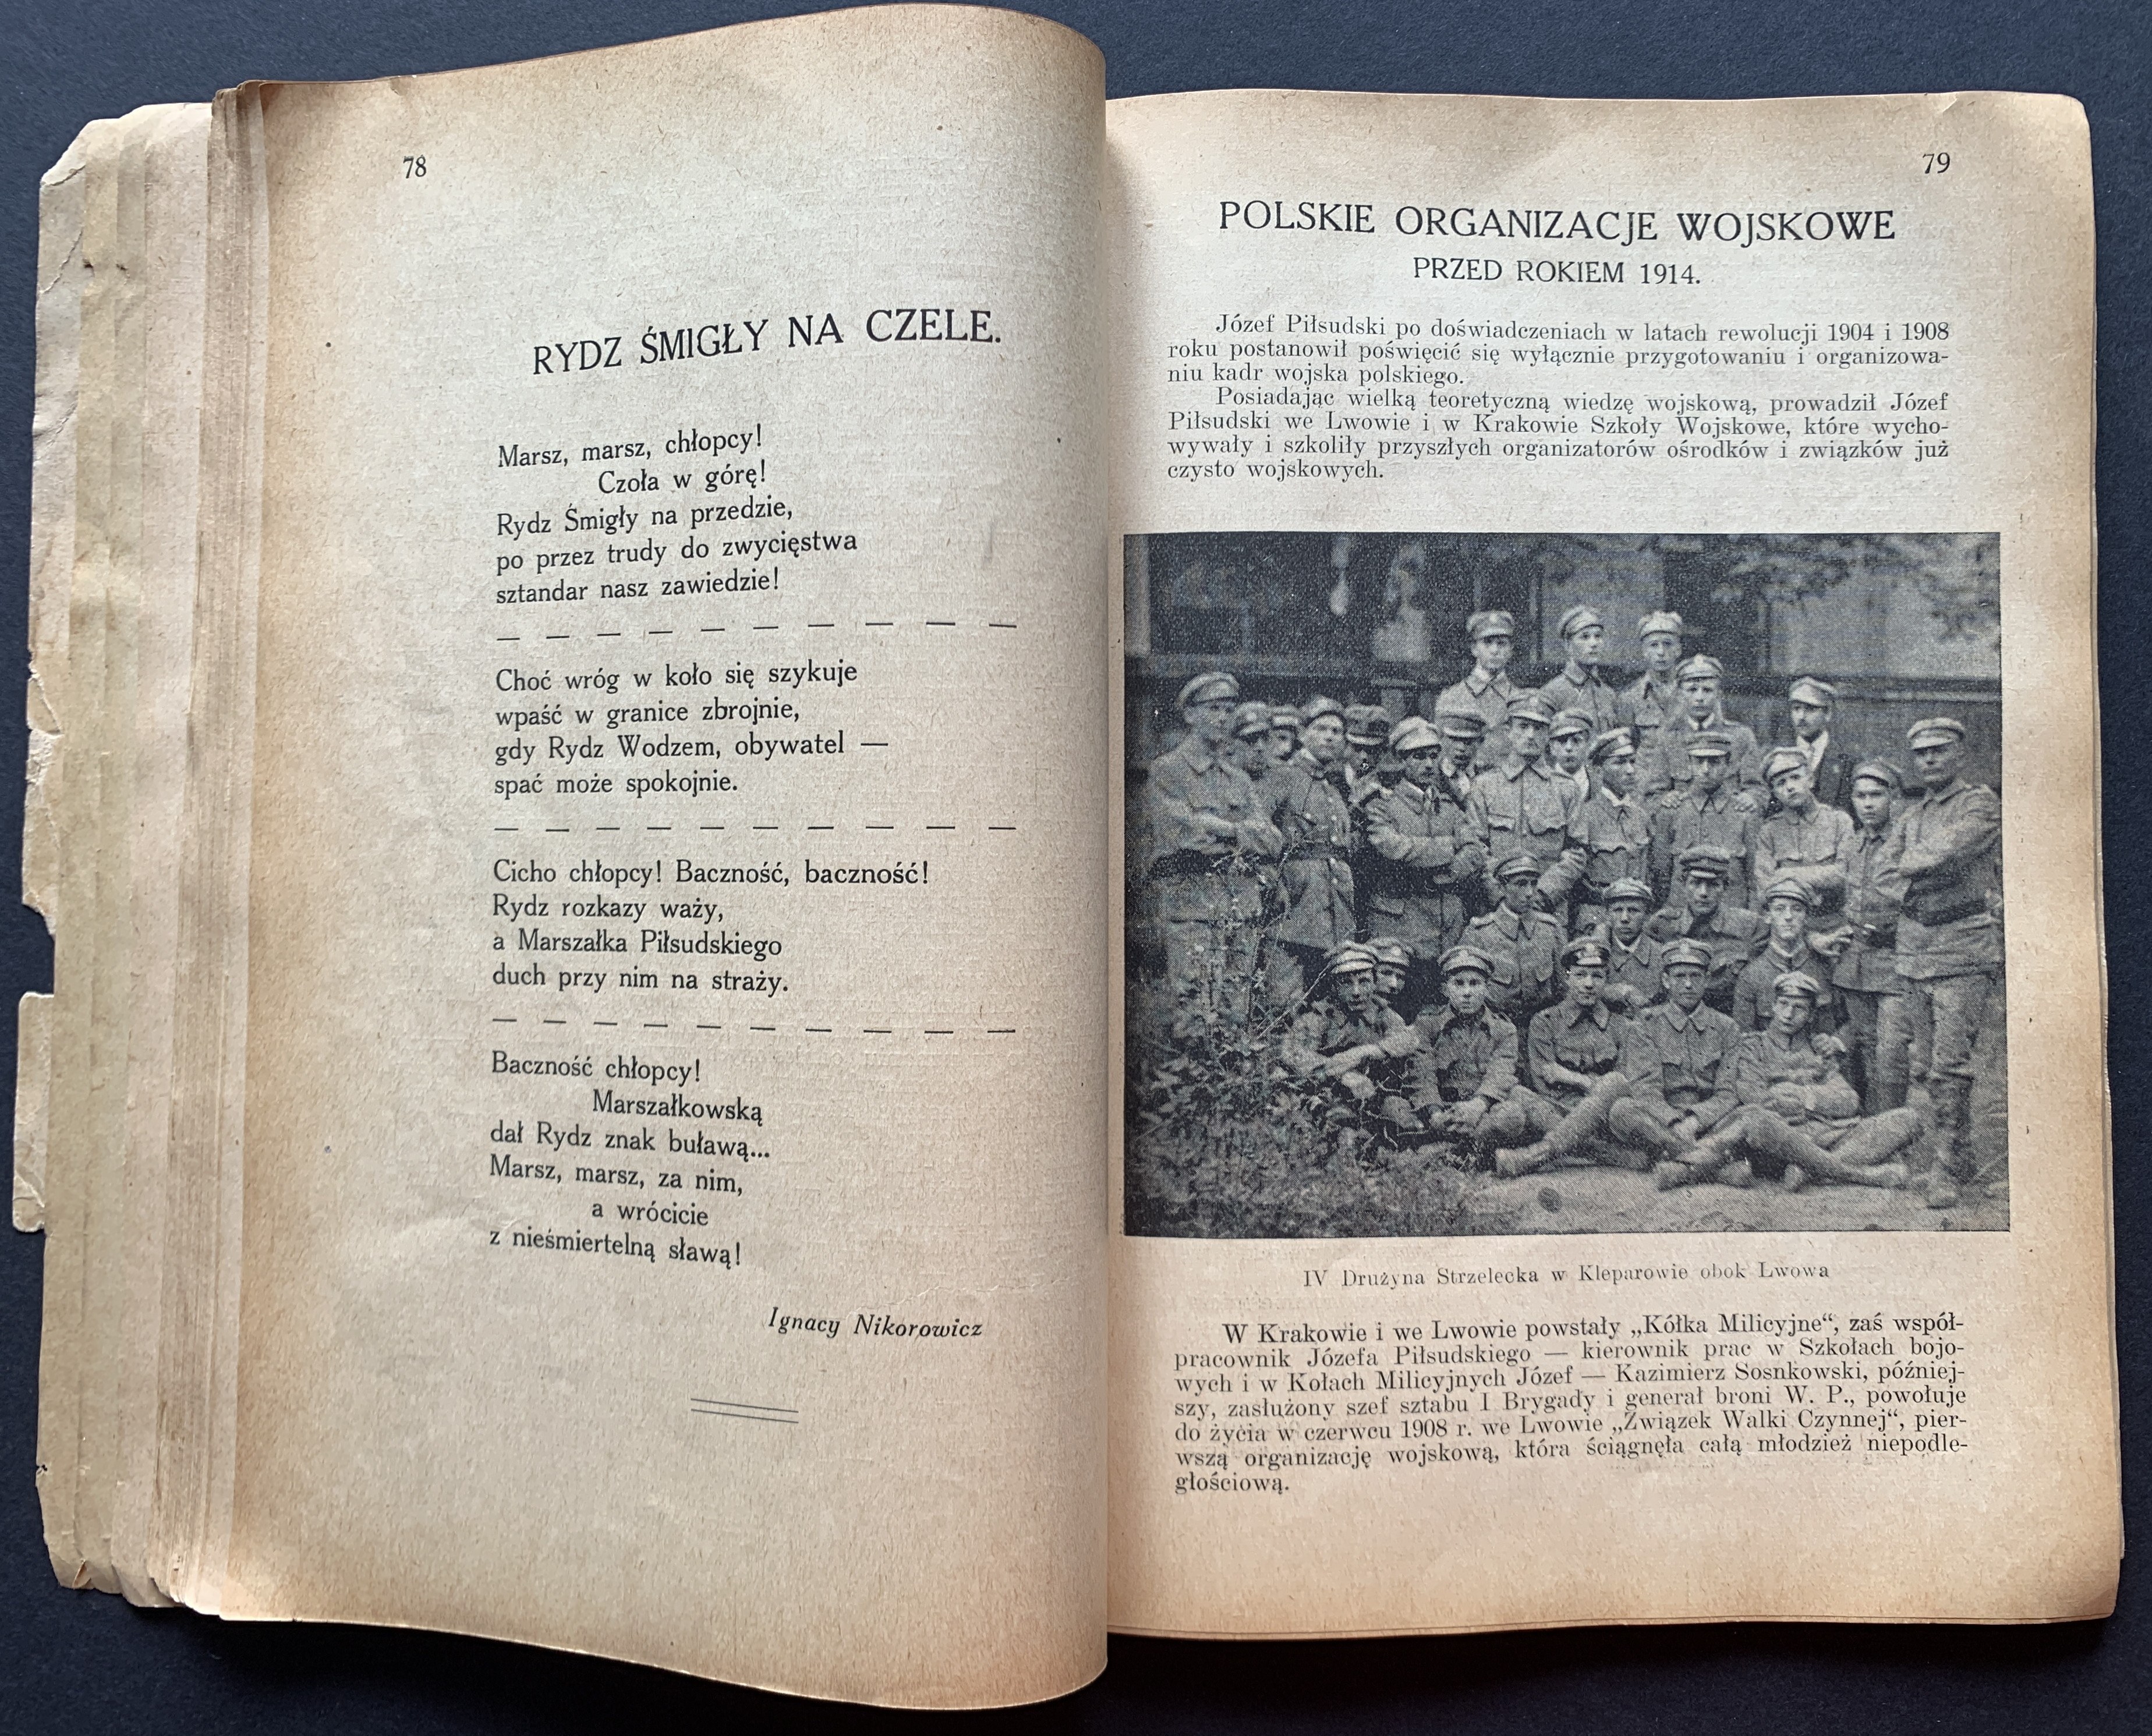 78
RYDZ ŚMIGŁY NA CZELE.
Marsz, marsz, chłopcy!
Czoła w górę!
Rydz Śmigły na przedzie,
po przez trudy do zwycięstwa
sztandar nasz zawiedzie!
— — — — — — — — — —
Choć wróg w koło się szykuje
wpaść w granice zbrojnie,
gdy Rydz Wodzem, obywatel —
spać może spokojnie.
— — — — — — — — — —
Cicho chłopcy! Baczność, baczność!
Rydz rozkazy waży,
a Marszałka Piłsudskiego
duch przy nim na straży.
— — — — — — — — — —
Baczność chłopcy!
Marszałkowską
dał Rydz znak buławą...
Marsz, marsz, za nim,
a wrócicie
z nieśmiertelną sławą!
Ignacy Nikorowicz
79
POLSKIE ORGANIZACJE WOJSKOWE
PRZED ROKIEM 1914.
Józef Piłsudski po doświadczeniach w latach rewolucji 1904 i 1908
roku postanowił poświęcić się wyłącznie przygotowaniu i organizowa-
niu kadr wojska polskiego.
Posiadając wielką teoretyczną wiedzę wojskową, prowadził Józef
Piłsudski we Lwowie i w Krakowie Szkoły Wojskowe, które wycho-
wywały i szkoliły przyszłych organizatorów ośrodków i związków już
czysto wojskowych.
IV Drużyna Strzelecka w Kleparowie obok Lwowa
W Krakowie i we Lwowie powstały „Kółka Milicyjne“, zaś współ-
pracownik Józefa Piłsudskiego — kierownik prac w Szkołach bojo-
wych i w Kołach Milicyjnych Józef — Kazimierz Sosnkowski, później-
szy, zasłużony szef sztabu I Brygady i generał broni W. P., powołuje
do życia w czerwcu 1908 r. we Lwowie „Związek Walki Czynnej“, pier-
wszą organizację wojskową, która ściągnęła całą młodzież niepodle-
głościową.